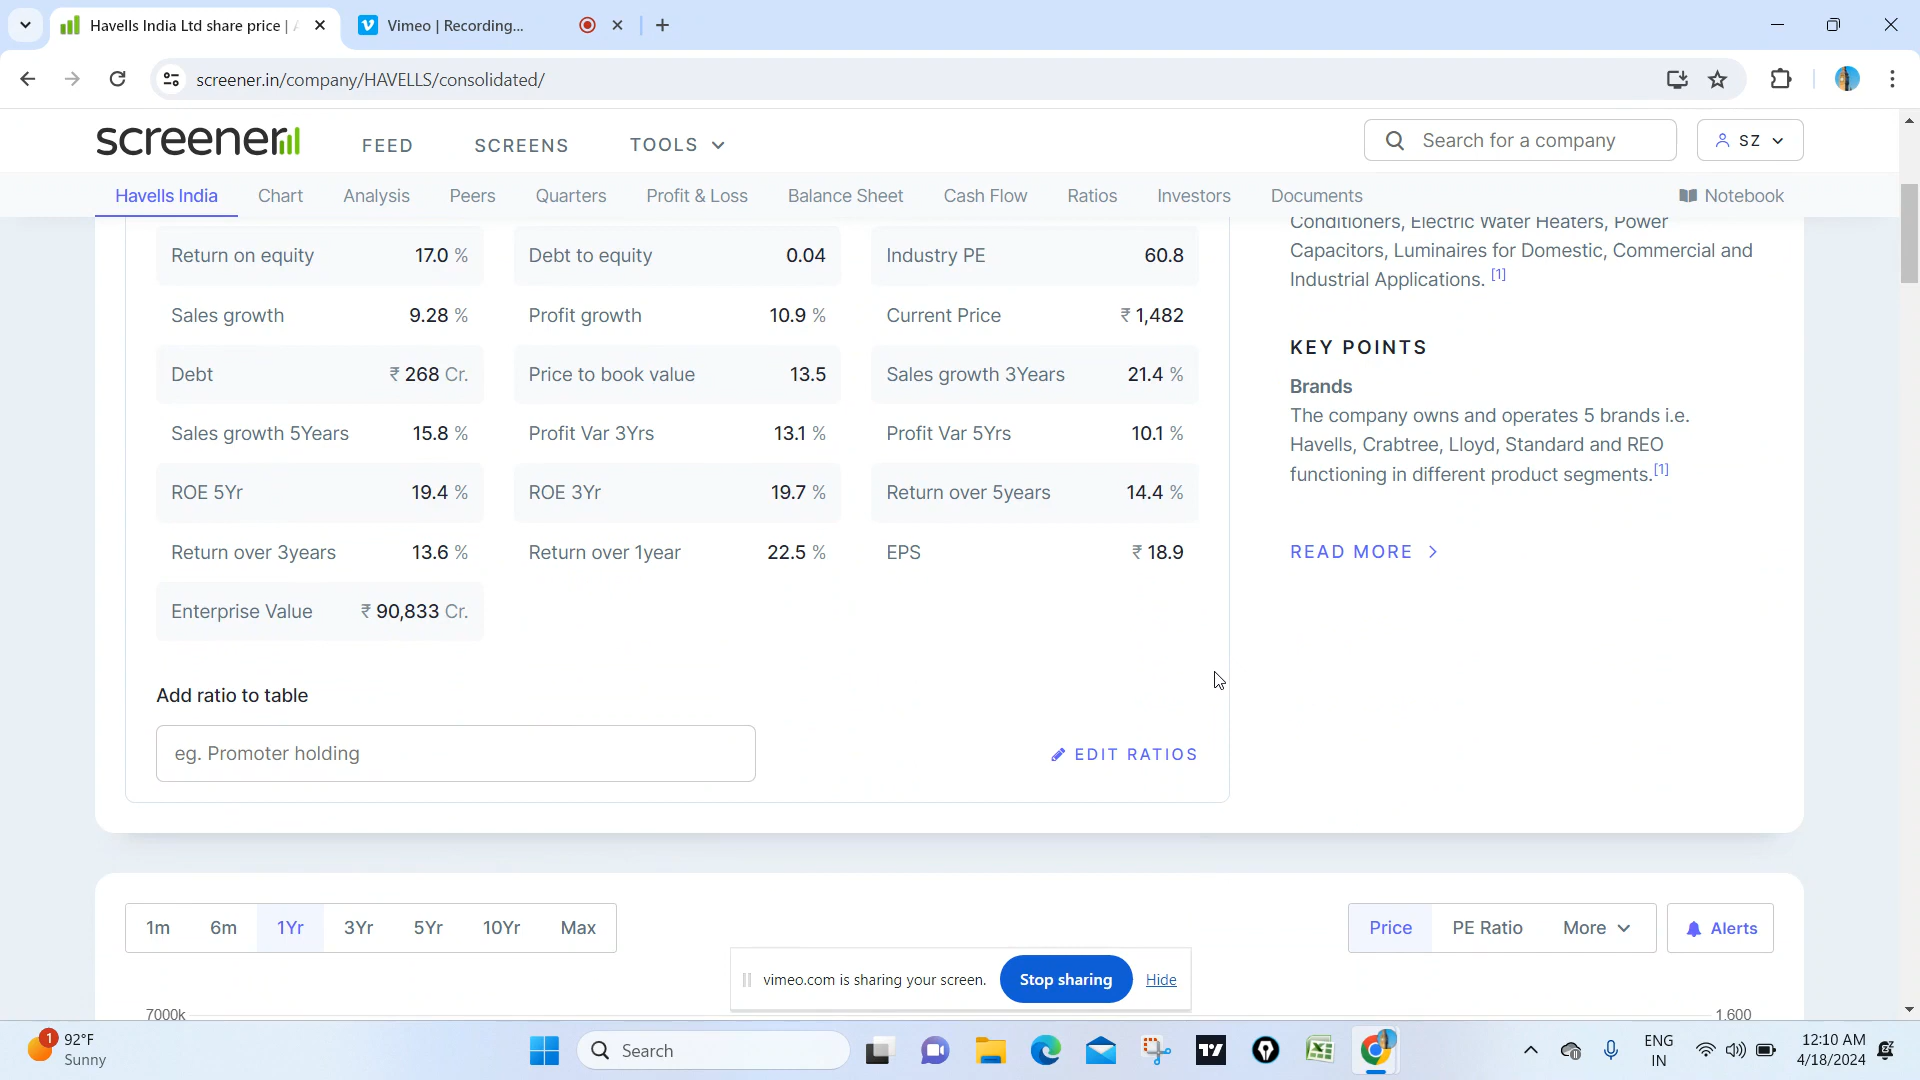 Havells India Ltd share price |
Vimeo | Recording...
screener.in/company/HAVELLS/consolidated/
screener
FEED
SCREENS
TOOLS
Search for a company
SZ
Havells India
Chart
Analysis
Peers
Quarters
Profit & Loss
Balance Sheet
Cash Flow
Ratios
Investors
Documents
Notebook
Return on equity 17.0 %
Debt to equity 0.04
Industry PE 60.8
Sales growth 9.28 %
Profit growth 10.9 %
Current Price ₹ 1,482
Debt ₹ 268 Cr.
Price to book value 13.5
Sales growth 3Years 21.4 %
Sales growth 5Years 15.8 %
Profit Var 3Yrs 13.1 %
Profit Var 5Yrs 10.1 %
ROE 5Yr 19.4 %
ROE 3Yr 19.7 %
Return over 5years 14.4 %
Return over 3years 13.6 %
Return over 1year 22.5 %
EPS ₹ 18.9
Enterprise Value ₹ 90,833 Cr.
Add ratio to table
eg. Promoter holding
EDIT RATIOS
Conditioners, Electric Water Heaters, Power
Capacitors, Luminaires for Domestic, Commercial and
Industrial Applications. [1]
KEY POINTS
Brands
The company owns and operates 5 brands i.e.
Havells, Crabtree, Lloyd, Standard and REO
functioning in different product segments.[1]
READ MORE
1m 6m 1Yr 3Yr 5Yr 10Yr Max
Price PE Ratio More
Alerts
7000k
1,600
vimeo.com is sharing your screen. Stop sharing Hide
1
92°F
Sunny
Search
ENG
IN
12:10 AM
4/18/2024